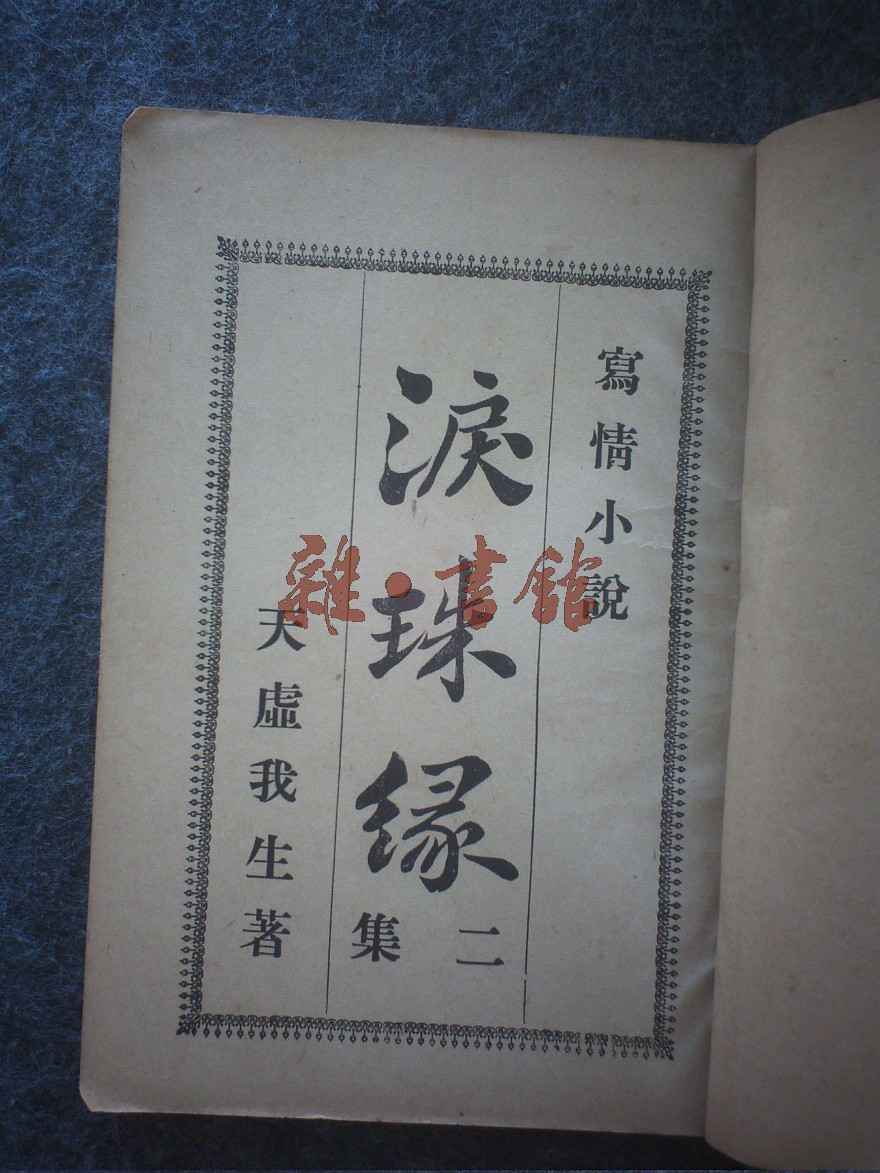 寫情小說
淚珠緣
二集
天虛我生著
雜·書館